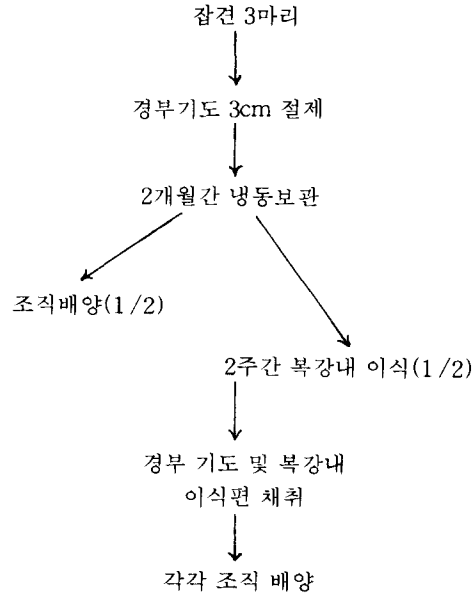 잡견 3마리
경부기도 3cm 절제
2개월간 냉동보관
조직배양(1/2)
2주간 복강내 이식(1/2)
경부 기도 및 복강내
이식편 채취
각각 조직 배양